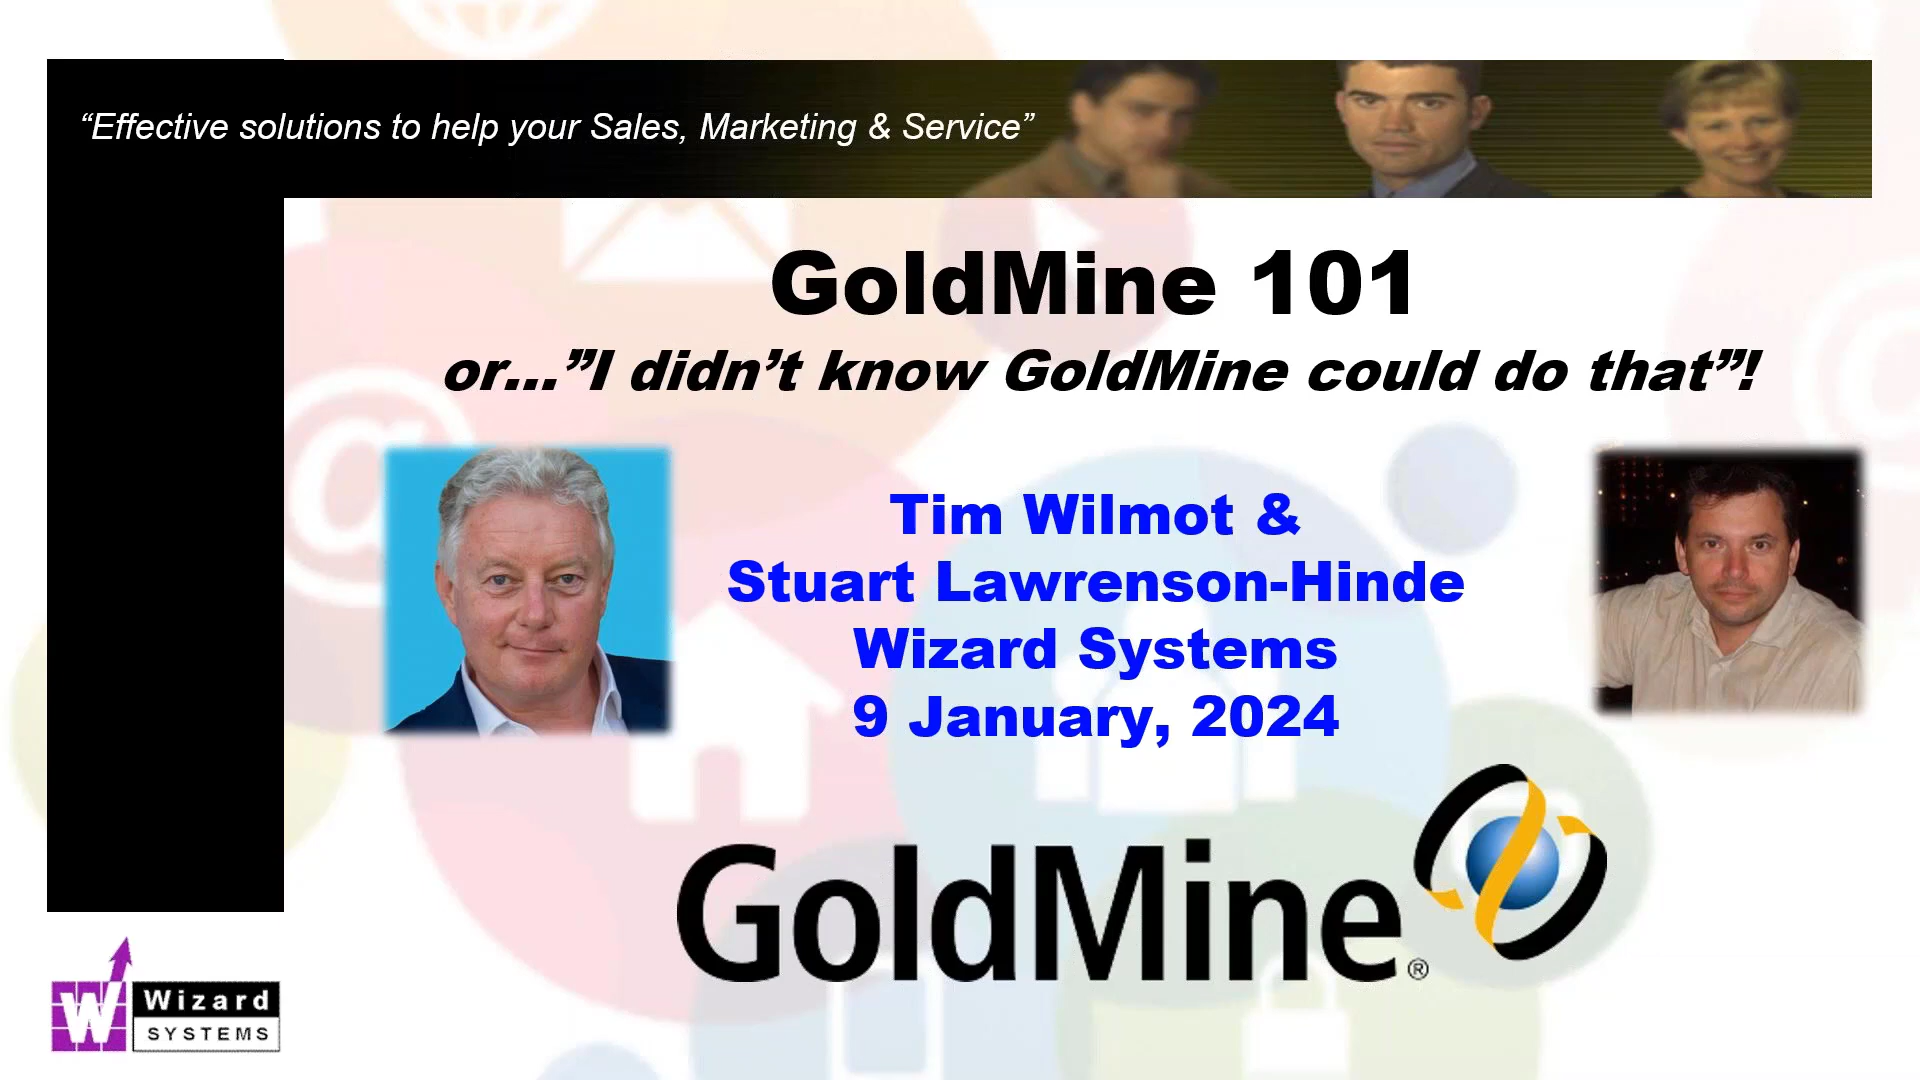 “Effective solutions to help your Sales, Marketing & Service”
GoldMine 101
or...”I didn’t know GoldMine could do that”!
Tim Wilmot &
Stuart Lawrenson-Hinde
Wizard Systems
9 January, 2024
GoldMine®
W Wizard
SYSTEMS